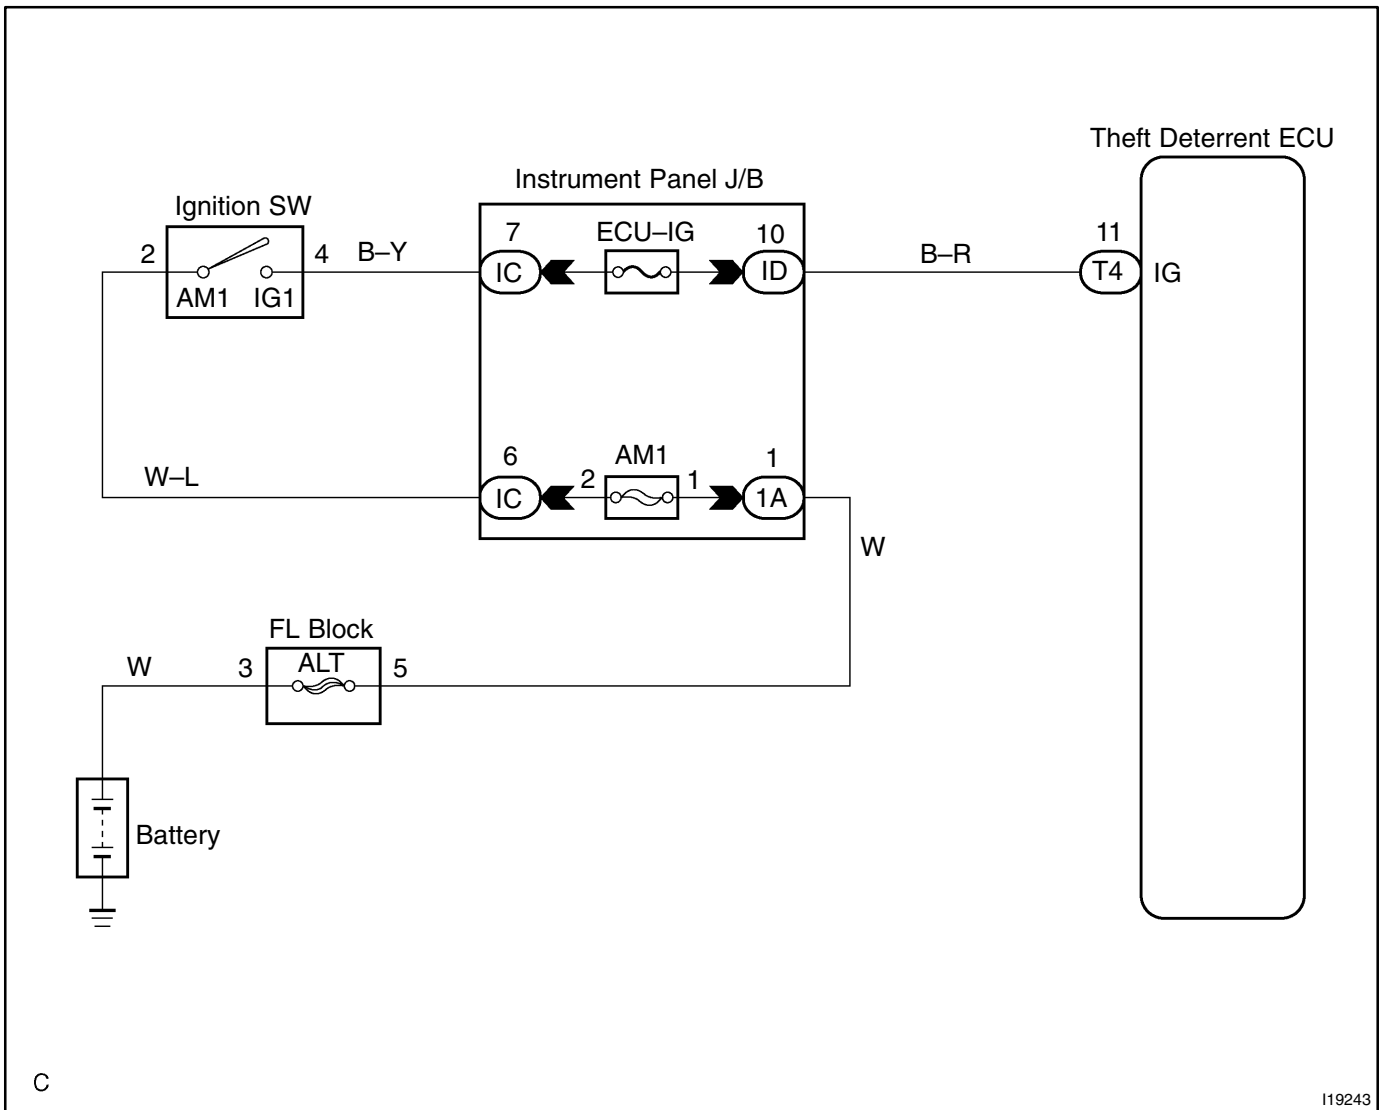 Theft Deterrent ECU
Instrument Panel J/B
Ignition SW
2
AM1 IG1
4
B–Y
7
IC
ECU–IG
10
ID
B–R
11
T4
IG
W–L
6
IC
2
AM1
1
1
1A
W
FL Block
W
3
ALT
5
Battery
C
I19243